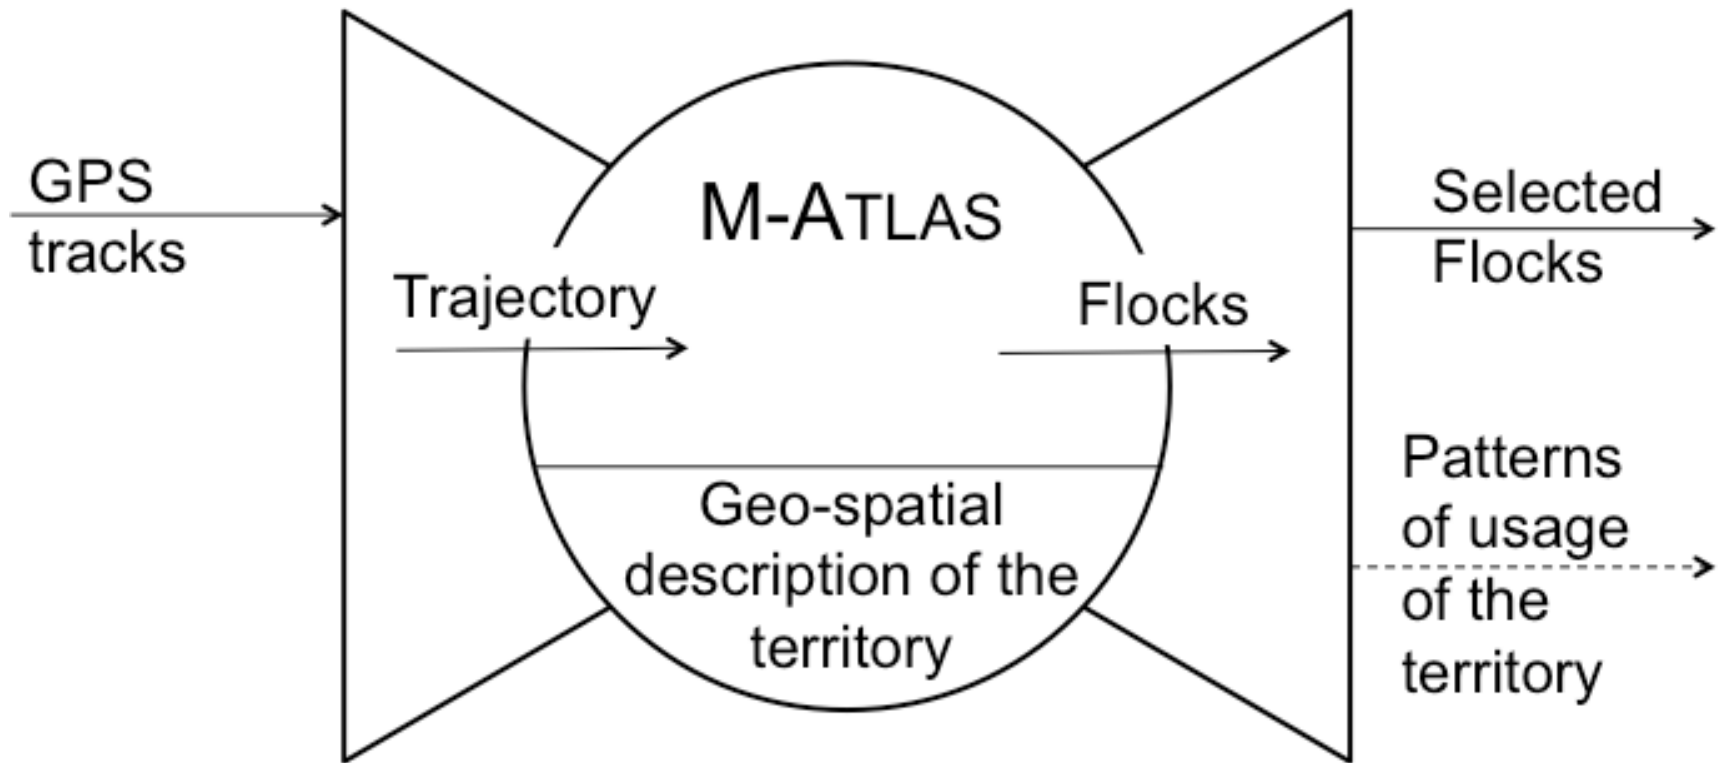 GPS
tracks
M-ATLAS
Trajectory
Flocks
Geo-spatial
description of the
territory
Selected
Flocks
Patterns
of usage
of the
territory